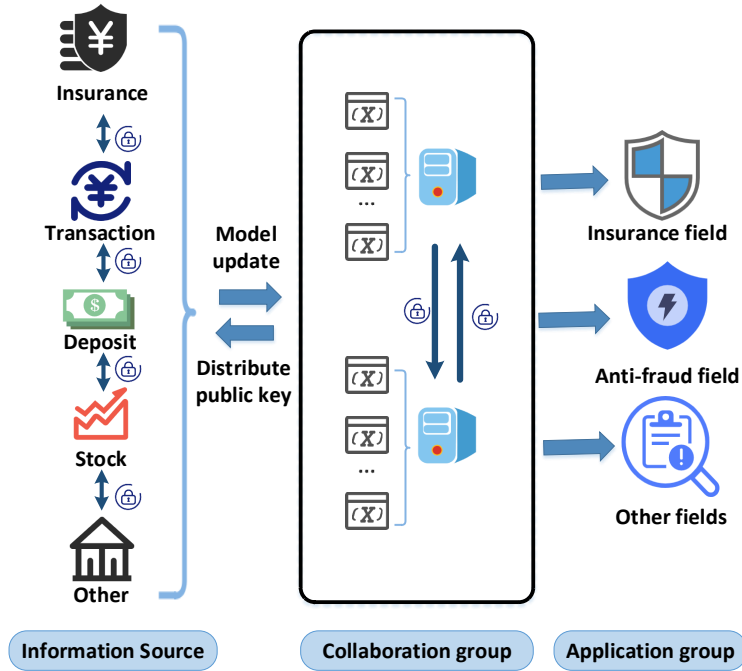 ¥
Insurance
¥
Transaction
$
Deposit
Stock
Other
Model
update
Distribute
public key
(X)
(X)
...
(X)
(X)
(X)
...
(X)
Insurance field
Anti-fraud field
!
Other fields
Information Source
Collaboration group
Application group